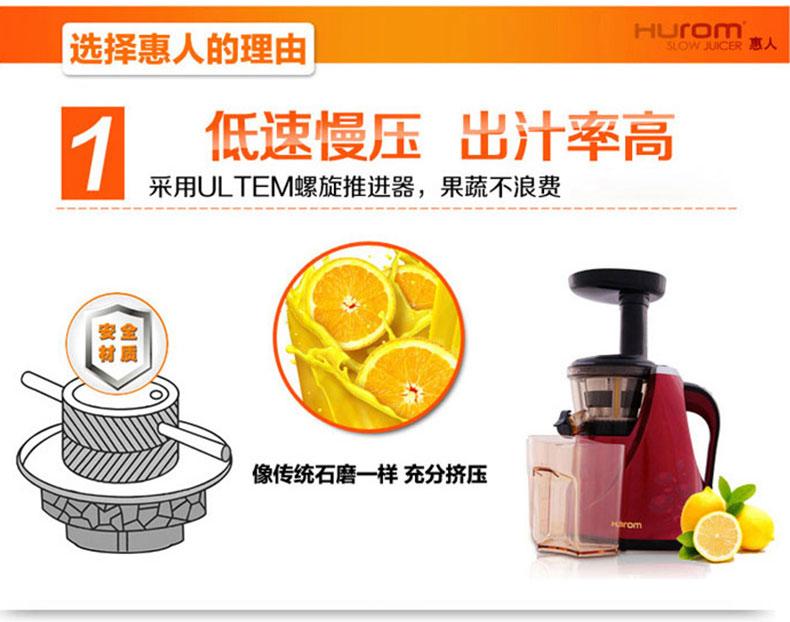 选择惠人的理由
HUROM
SLOW JUICER 惠人
1
低速慢压 出汁率高
采用ULTEM螺旋推进器，果蔬不浪费
安全
材质
像传统石磨一样 充分挤压
HUROM